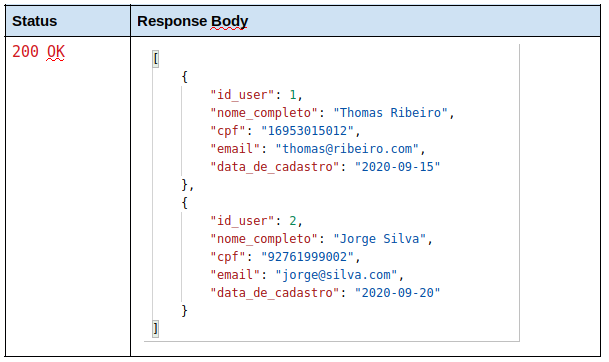 Status Response Body
200 OK
[
{
"id_user": 1,
"nome_completo": "Thomas Ribeiro",
"cpf": "16953015012",
"email": "thomas@ribeiro.com",
"data_de_cadastro": "2020-09-15"
},
{
"id_user": 2,
"nome_completo": "Jorge Silva",
"cpf": "92761999002",
"email": "jorge@silva.com",
"data_de_cadastro": "2020-09-20"
}
]